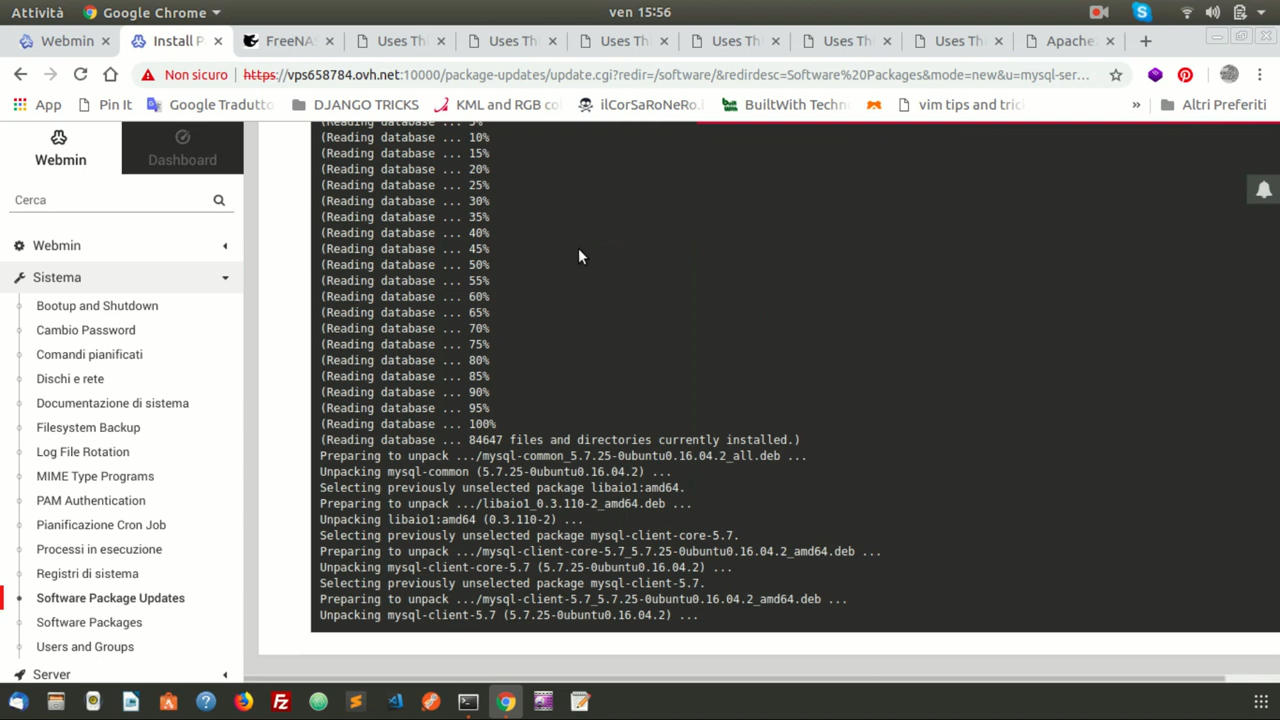 Attività
Google Chrome
ven 15:56
Webmin
Install P
FreeNAS
Uses Thi
Uses Thi
Uses Thi
Uses Thi
Uses Thi
Uses Thi
Apache
Non sicuro
https://vps658784.ovh.net:10000/package-updates/update.cgi?redir=/software/&redirdesc=Software%20Packages&mode=new&u=mysql-ser...
App
Pin It
Google Tradutto
DJANGO TRICKS
KML and RGB co
ilCorSaRoNeRo.i
BuiltWith Techn
vim tips and trick
»
Altri Preferiti
Webmin
Dashboard
Cerca
Webmin
Sistema
Bootup and Shutdown
Cambio Password
Comandi pianificati
Dischi e rete
Documentazione di sistema
Filesystem Backup
Log File Rotation
MIME Type Programs
PAM Authentication
Pianificazione Cron Job
Processi in esecuzione
Registri di sistema
Software Package Updates
Software Packages
Users and Groups
Server
(Reading database ... 5%
(Reading database ... 10%
(Reading database ... 15%
(Reading database ... 20%
(Reading database ... 25%
(Reading database ... 30%
(Reading database ... 35%
(Reading database ... 40%
(Reading database ... 45%
(Reading database ... 50%
(Reading database ... 55%
(Reading database ... 60%
(Reading database ... 65%
(Reading database ... 70%
(Reading database ... 75%
(Reading database ... 80%
(Reading database ... 85%
(Reading database ... 90%
(Reading database ... 95%
(Reading database ... 100%
(Reading database ... 84647 files and directories currently installed.)
Preparing to unpack .../mysql-common_5.7.25-0ubuntu0.16.04.2_all.deb ...
Unpacking mysql-common (5.7.25-0ubuntu0.16.04.2) ...
Selecting previously unselected package libaio1:amd64.
Preparing to unpack .../libaio1_0.3.110-2_amd64.deb ...
Unpacking libaio1:amd64 (0.3.110-2) ...
Selecting previously unselected package mysql-client-core-5.7.
Preparing to unpack .../mysql-client-core-5.7_5.7.25-0ubuntu0.16.04.2_amd64.deb ...
Unpacking mysql-client-core-5.7 (5.7.25-0ubuntu0.16.04.2) ...
Selecting previously unselected package mysql-client-5.7.
Preparing to unpack .../mysql-client-5.7_5.7.25-0ubuntu0.16.04.2_amd64.deb ...
Unpacking mysql-client-5.7 (5.7.25-0ubuntu0.16.04.2) ...